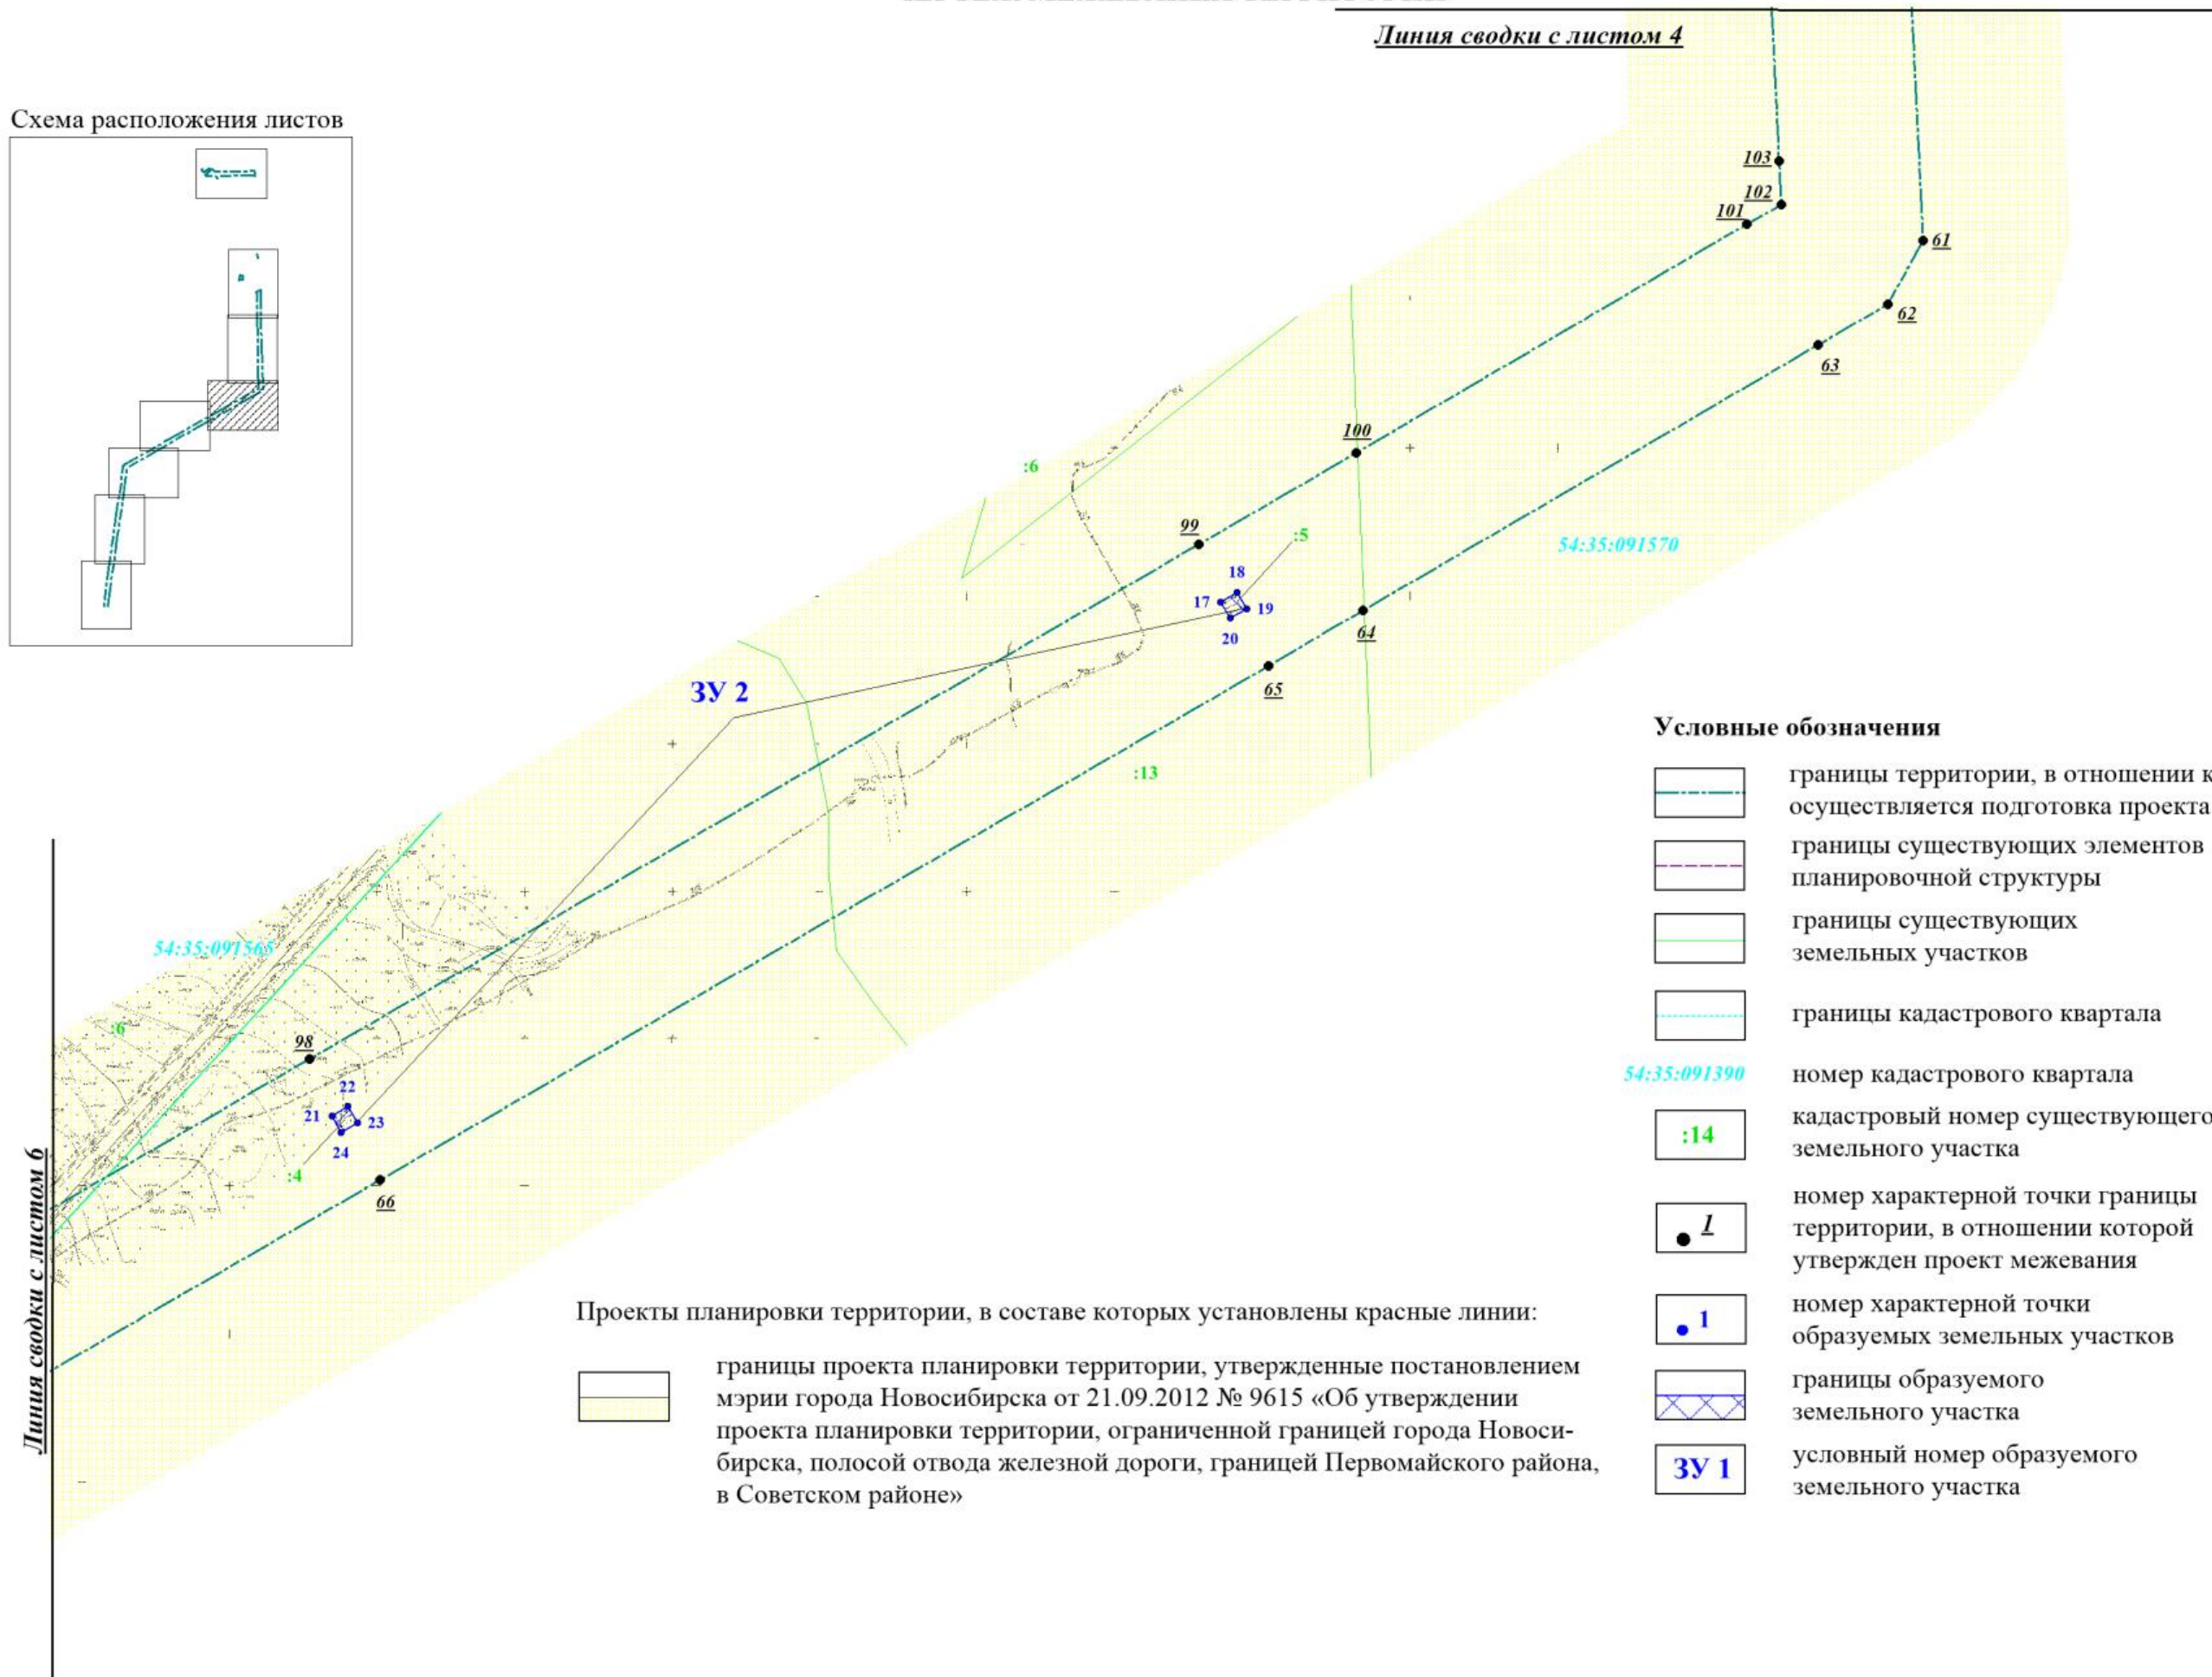 Линия сводки с листом 4
Схема расположения листов
103
102
101
61
62
63
100
:6
99
:5
54:35:091570
18
17
19
20
64
65
ЗУ 2
:13
54:35:091565
:6
98
22
21
23
24
:4
66
Линия сводки с листом 6
Условные обозначения
границы территории, в отношении к
осуществляется подготовка проекта
границы существующих элементов
планировочной структуры
границы существующих
земельных участков
границы кадастрового квартала
54:35:091390
номер кадастрового квартала
:14
кадастровый номер существующего
земельного участка
1
номер характерной точки границы
территории, в отношении которой
утвержден проект межевания
1
номер характерной точки
образуемых земельных участков
границы образуемого
земельного участка
ЗУ 1
условный номер образуемого
земельного участка
Проекты планировки территории, в составе которых установлены красные линии:
границы проекта планировки территории, утвержденные постановлением
мэрии города Новосибирска от 21.09.2012 № 9615 «Об утверждении
проекта планировки территории, ограниченной границей города Новоси-
бирска, полосой отвода железной дороги, границей Первомайского района,
в Советском районе»